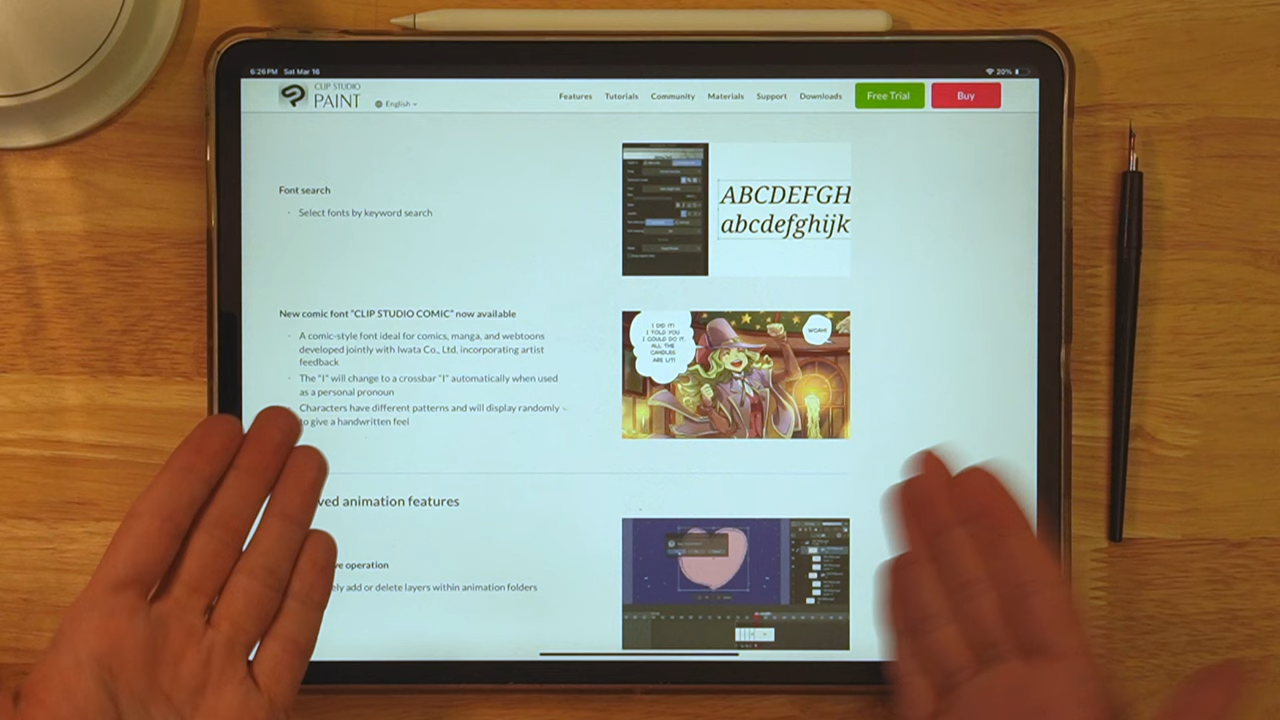 6:26 PM Sat Mar 16
20%
CLIP STUDIO
PAINT
English
Features Tutorials Community Materials Support Downloads Free Trial Buy
Font search
· Select fonts by keyword search
ABCDEFGH
abcdefghijk
New comic font "CLIP STUDIO COMIC" now available
· A comic-style font ideal for comics, manga, and webtoons
developed jointly with Iwata Co., Ltd. incorporating artist
feedback
· The "I" will change to a crossbar "I" automatically when used
as a personal pronoun
Characters have different patterns and will display randomly
to give a handwritten feel
I DID IT!
I TOLD YOU
I COULD DO IT.
ALL THE
CANDLES
ARE LIT!
WOAH!
ved animation features
operation
ely add or delete layers within animation folders